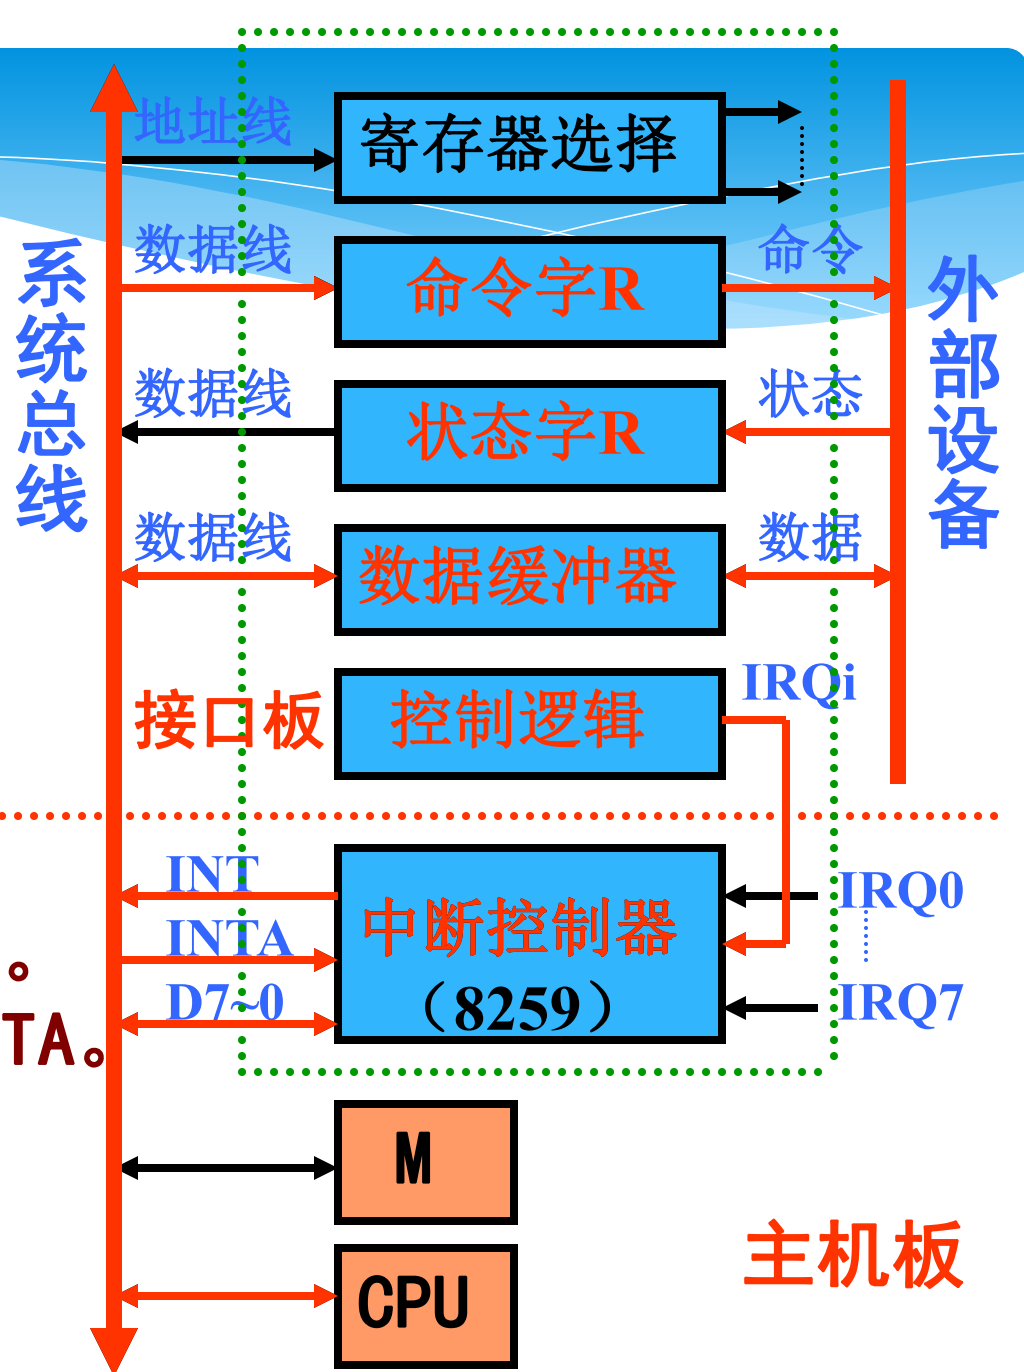 地址线
寄存器选择
系统总线
数据线
命令字R
命令
外部设备
数据线
状态字R
状态
数据线
数据缓冲器
数据
接口板
控制逻辑
IRQi
INT
INTA
D7~0
中断控制器
（8259）
IRQ0
IRQ7
。
TA。
M
CPU
主机板